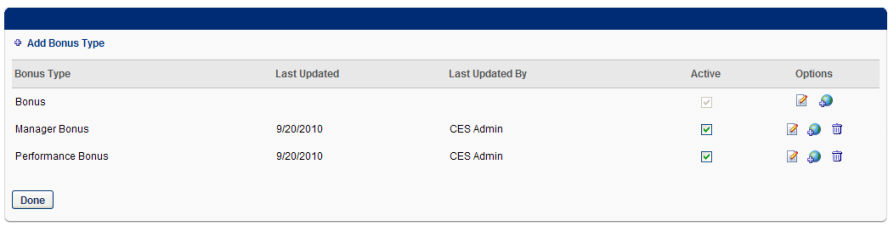 Add Bonus Type
Bonus Type Last Updated Last Updated By Active Options
Bonus
Manager Bonus 9/20/2010 CES Admin
Performance Bonus 9/20/2010 CES Admin
Done